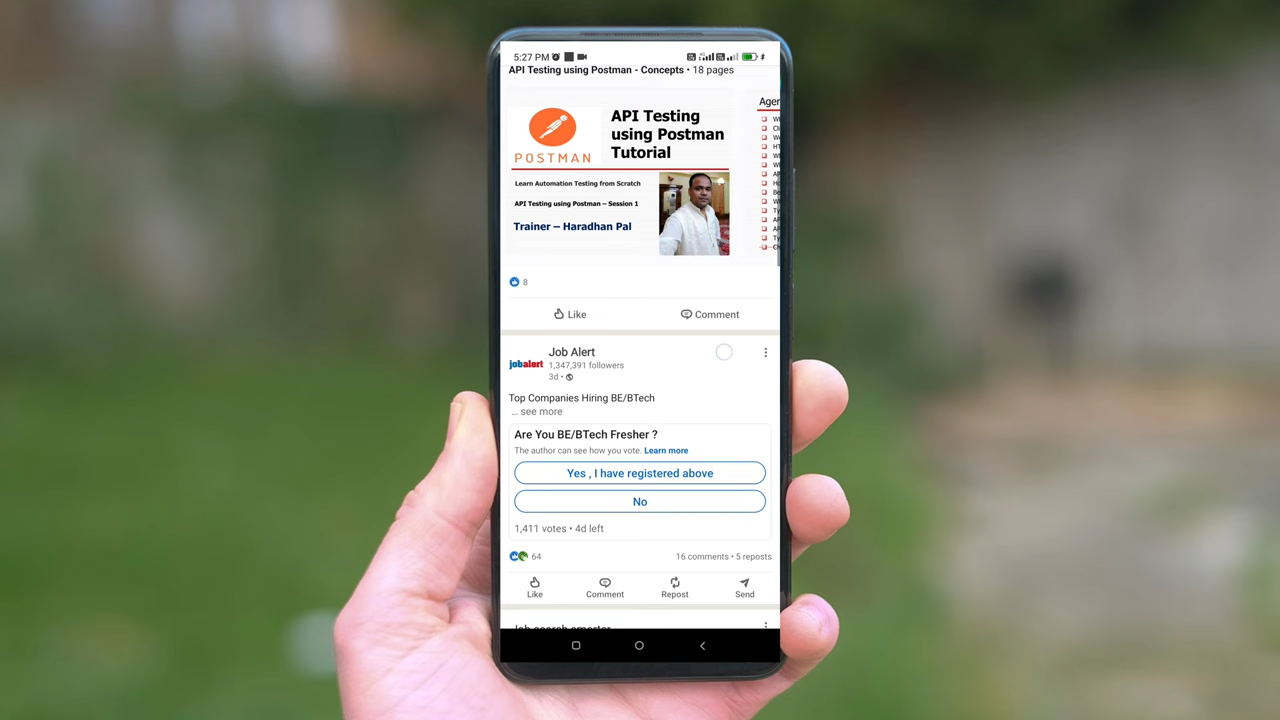 5:27 PM
API Testing using Postman - Concepts • 18 pages
POSTMAN
API Testing
using Postman
Tutorial
Learn Automation Testing from Scratch
API Testing using Postman – Session 1
Trainer – Haradhan Pal
Agen
8
Like
Comment
jobalert
Job Alert
1,347,391 followers
3d •
Top Companies Hiring BE/BTech
... see more
Are You BE/BTech Fresher ?
The author can see how you vote. Learn more
Yes , I have registered above
No
1,411 votes • 4d left
64
16 comments • 5 reposts
Like
Comment
Repost
Send